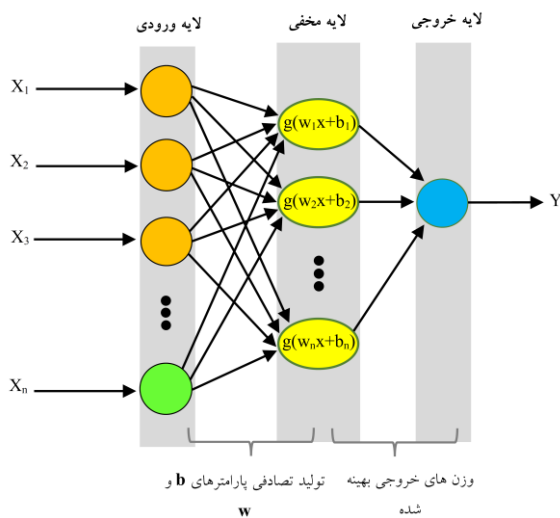 لایه ورودی
لایه مخفی
لایه خروجی
X1
X2
X3
Xn
g(w1x+b1)
g(w2x+b2)
g(wnx+bn)
Y
تولید تصادفی پارامترهای b و
w
وزن های خروجی بهینه
شده